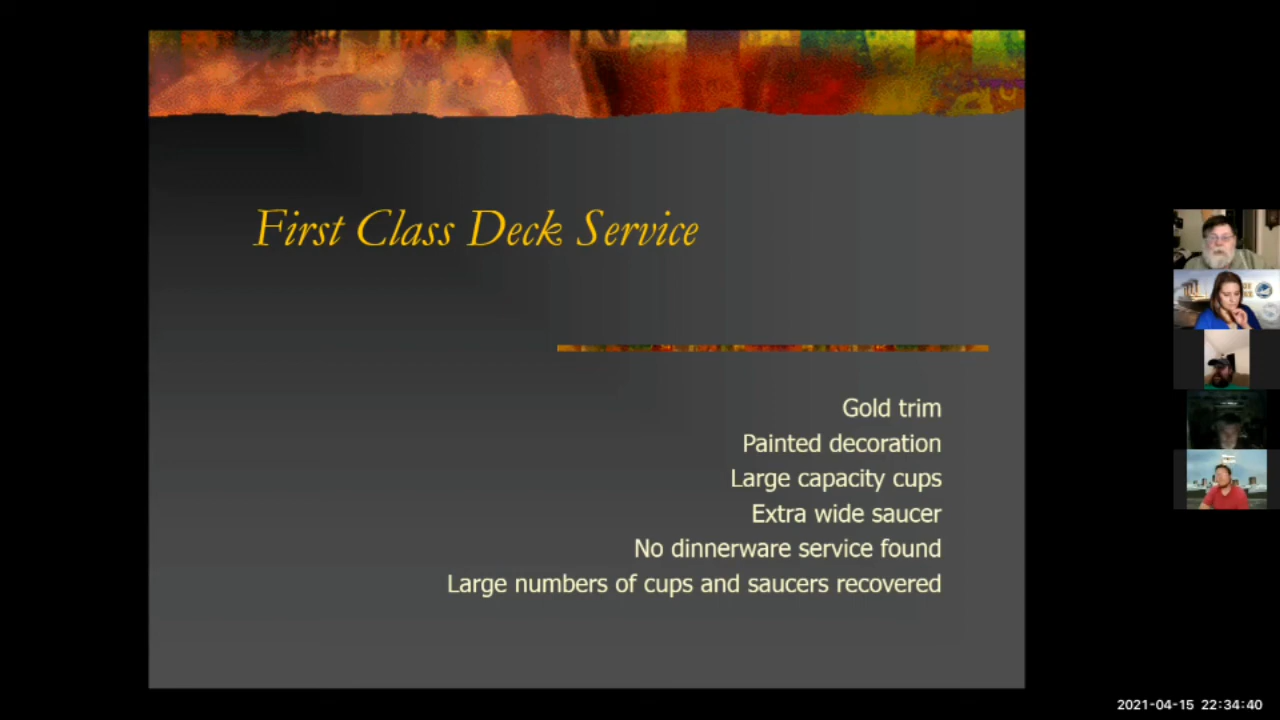 First Class Deck Service
Gold trim
Painted decoration
Large capacity cups
Extra wide saucer
No dinnerware service found
Large numbers of cups and saucers recovered
2021-04-15 22:34:40